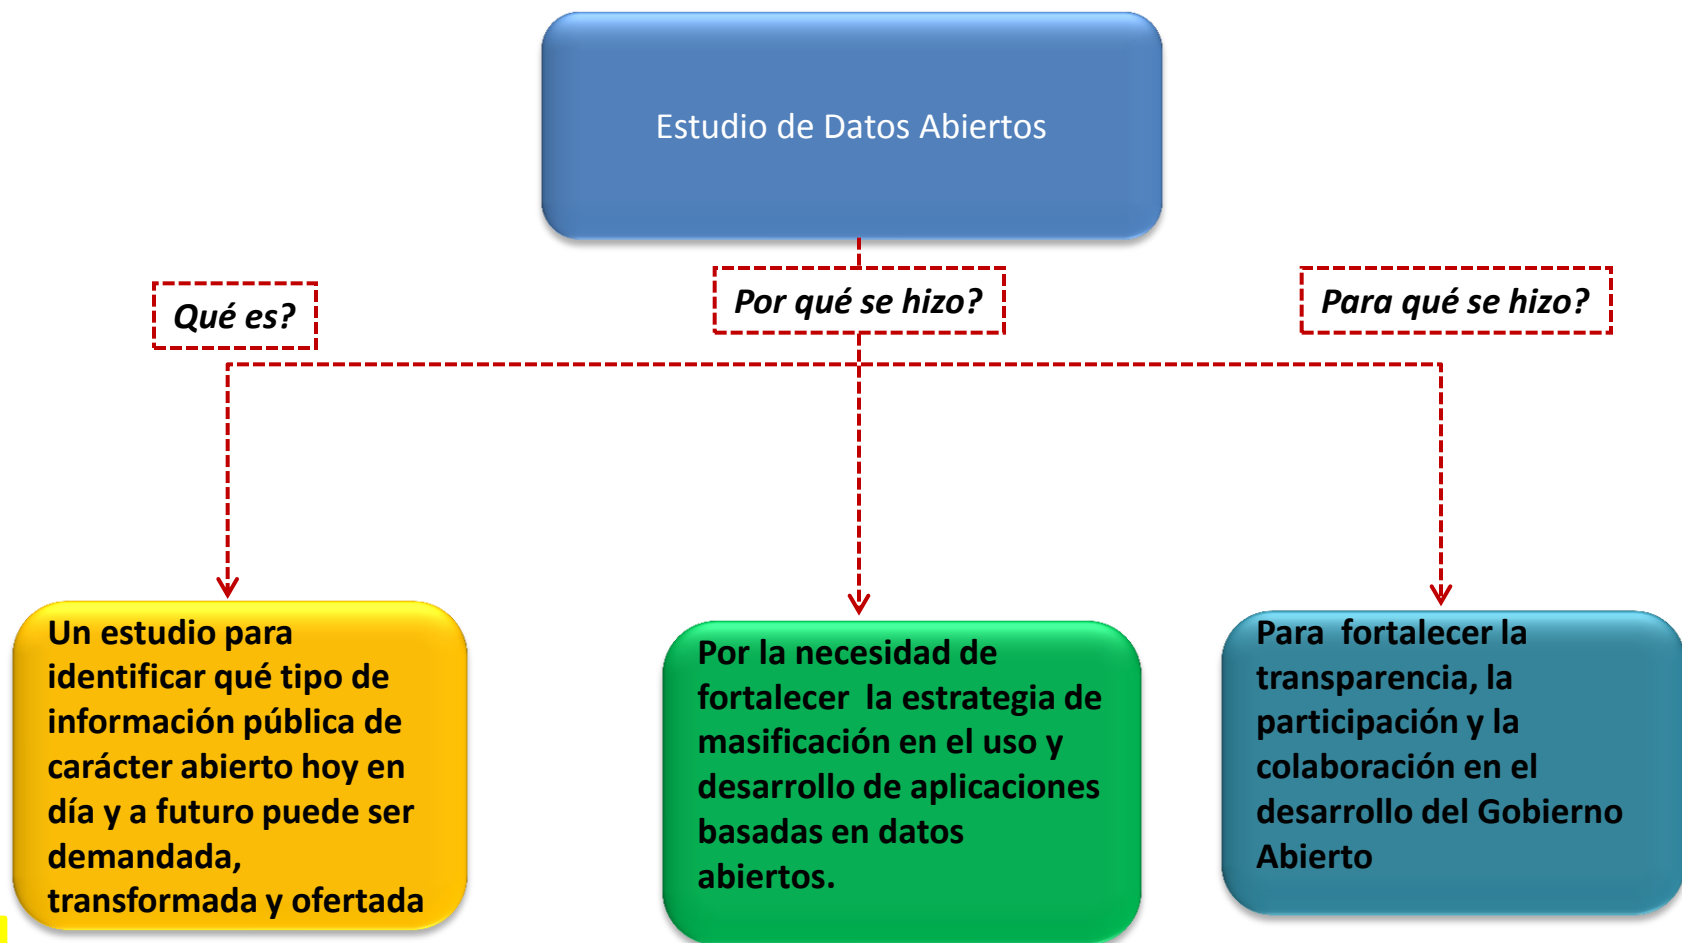 Estudio de Datos Abiertos
Qué es?
Por qué se hizo?
Para qué se hizo?
Un estudio para
identificar qué tipo de
información pública de
carácter abierto hoy en
día y a futuro puede ser
demandada,
transformada y ofertada
Por la necesidad de
fortalecer la estrategia de
masificación en el uso y
desarrollo de aplicaciones
basadas en datos
abiertos.
Para fortalecer la
transparencia, la
participación y la
colaboración en el
desarrollo del Gobierno
Abierto